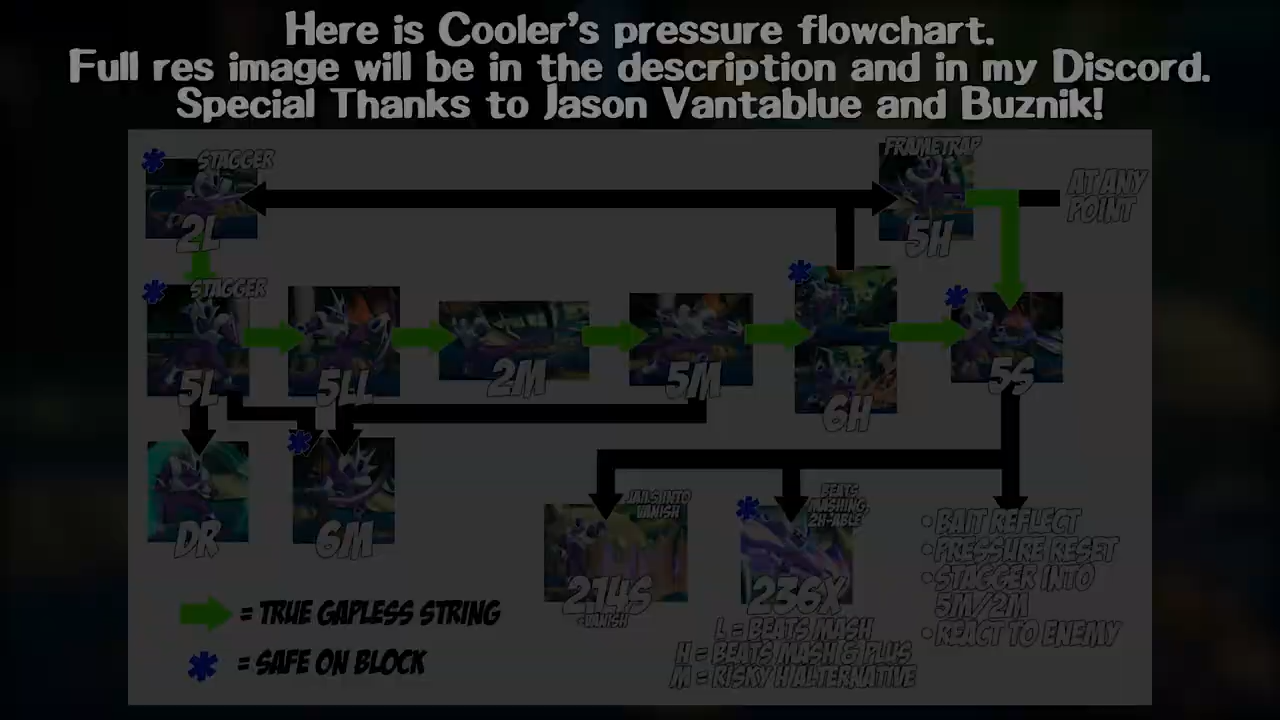 Here is Cooler's pressure flowchart.
Full res image will be in the description and in my Discord.
Special Thanks to Jason Vantablue and Buznik!
STAGGER
2L
FRAMETRAP
5H
AT ANY
POINT
STAGGER
5L
5LL
2M
5M
6H
5S
DR
6M
JAILS INTO
VANISH
214S
-VANISH
BEATS
MASHING,
2H-ABLE
236X
L = BEATS MASH
H = BEATS MASH & PLUS
M = RISKY H ALTERNATIVE
• BAIT REFLECT
• PRESSURE RESET
• STAGGER INTO
5M/2M
• REACT TO ENEMY
= TRUE GAPLESS STRING
= SAFE ON BLOCK